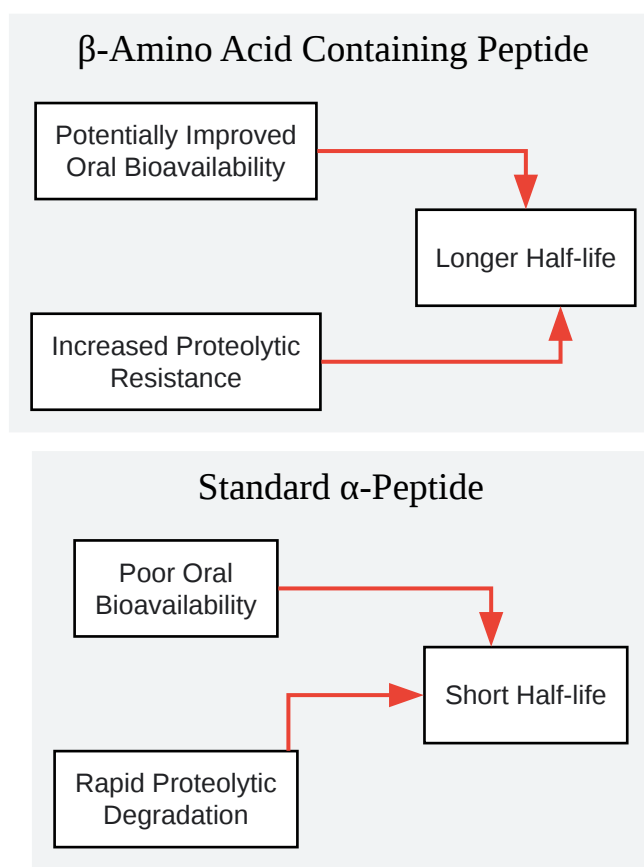 β-Amino Acid Containing Peptide
Potentially Improved
Oral Bioavailability
Longer Half-life
Increased Proteolytic
Resistance
Standard α-Peptide
Poor Oral
Bioavailability
Short Half-life
Rapid Proteolytic
Degradation